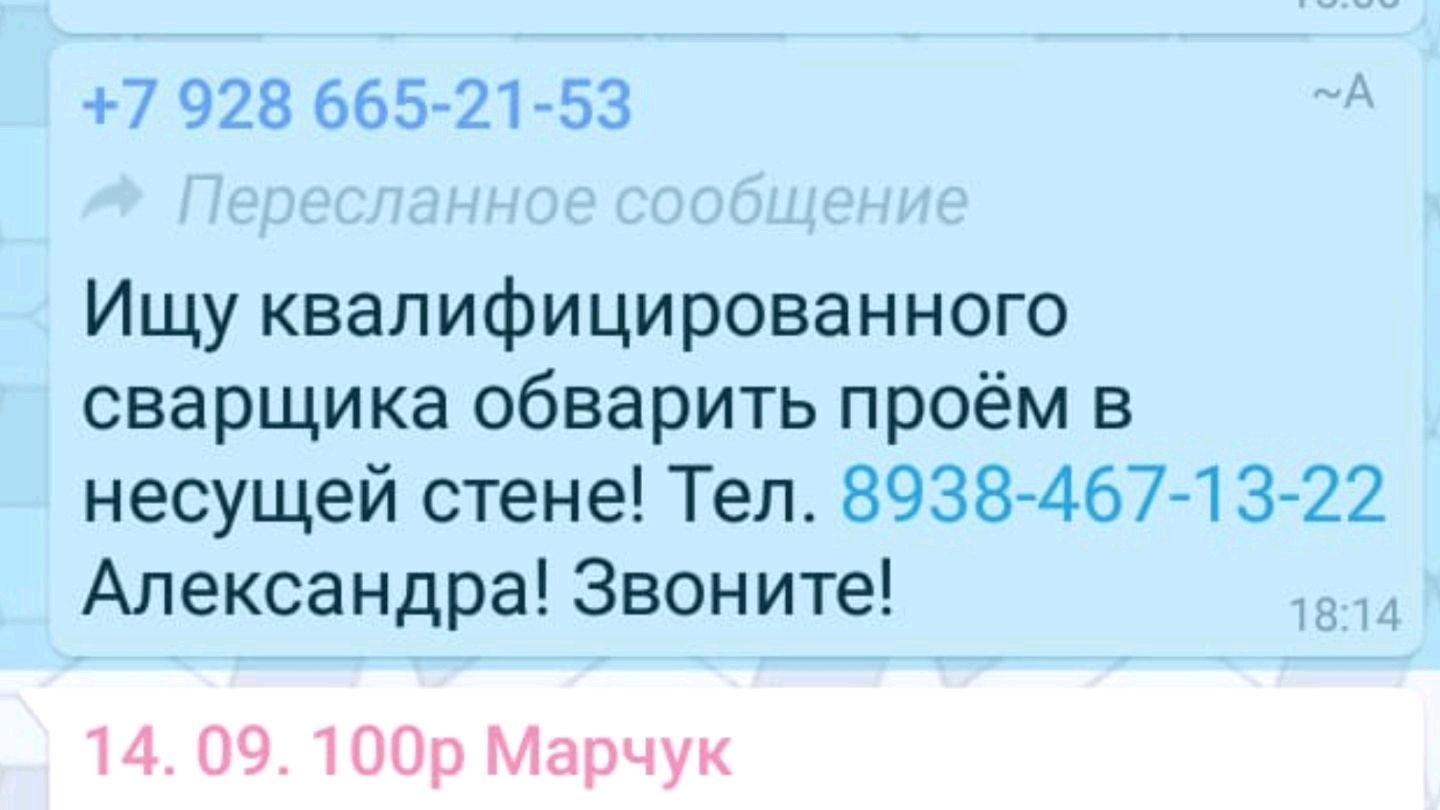 +7 928 665-21-53 ~A
Пересланное сообщение
Ищу квалифицированного
сварщика обварить проём в
несущей стене! Тел. 8938-467-13-22
Александра! Звоните!
18:14
14. 09. 100р Марчук